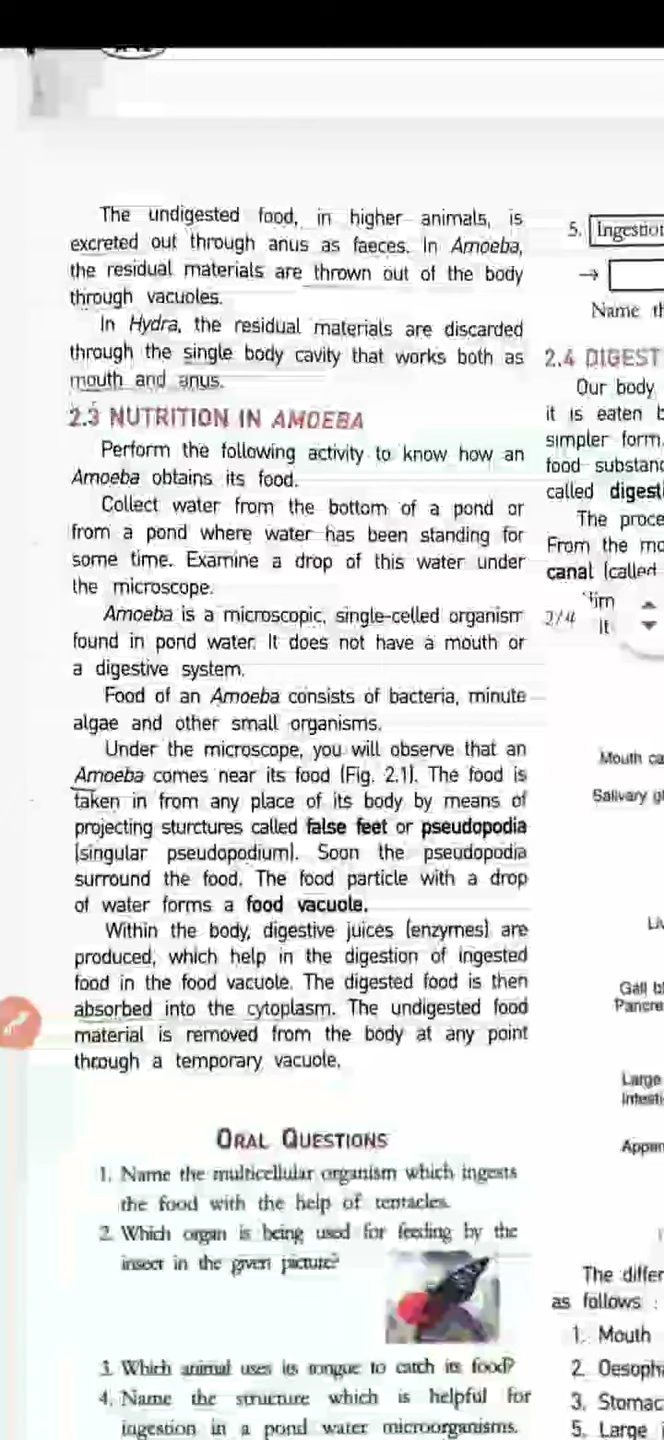 The undigested food, in higher animals, is
excreted out through anus as faeces. In Amoeba,
the residual materials are thrown out of the body
through vacuoles.
In Hydra, the residual materials are discarded
through the single body cavity that works both as
mouth and anus.
2.3 NUTRITION IN AMOEBA
Perform the following activity to know how an
Amoeba obtains its food.
Collect water from the bottom of a pond or
from a pond where water has been standing for
some time. Examine a drop of this water under
the microscope.
Amoeba is a microscopic, single-celled organism
found in pond water. It does not have a mouth or
a digestive system.
Food of an Amoeba consists of bacteria, minute
algae and other small organisms.
Under the microscope, you will observe that an
Amoeba comes near its food (Fig. 2.1). The food is
taken in from any place of its body by means of
projecting sturctures called false feet or pseudopodia
(singular pseudopodium). Soon the pseudopodia
surround the food. The food particle with a drop
of water forms a food vacuole.
Within the body, digestive juices (enzymes) are
produced, which help in the digestion of ingested
food in the food vacuole. The digested food is then
absorbed into the cytoplasm. The undigested food
material is removed from the body at any point
through a temporary vacuole.
ORAL QUESTIONS
1. Name the multicellular organism which ingests
the food with the help of tentacles.
2. Which organ is being used for feeding by the
insect in the given picture?
3. Which animal uses its tongue to catch its food?
4. Name the structure which is helpful for
ingestion in a pond water microorganisms.
5. Ingestion
→
Name th
2.4 DIGEST
Our body
it is eaten b
simpler form.
food substanc
called digesti
The proce
From the mo
canal (called
2/4 It
Mouth ca
Salivary gl
Liv
Gall bl
Pancre
Large
intesti
Appen
The differ
as follows :
1. Mouth
2. Oesopha
3. Stomac
5. Large i